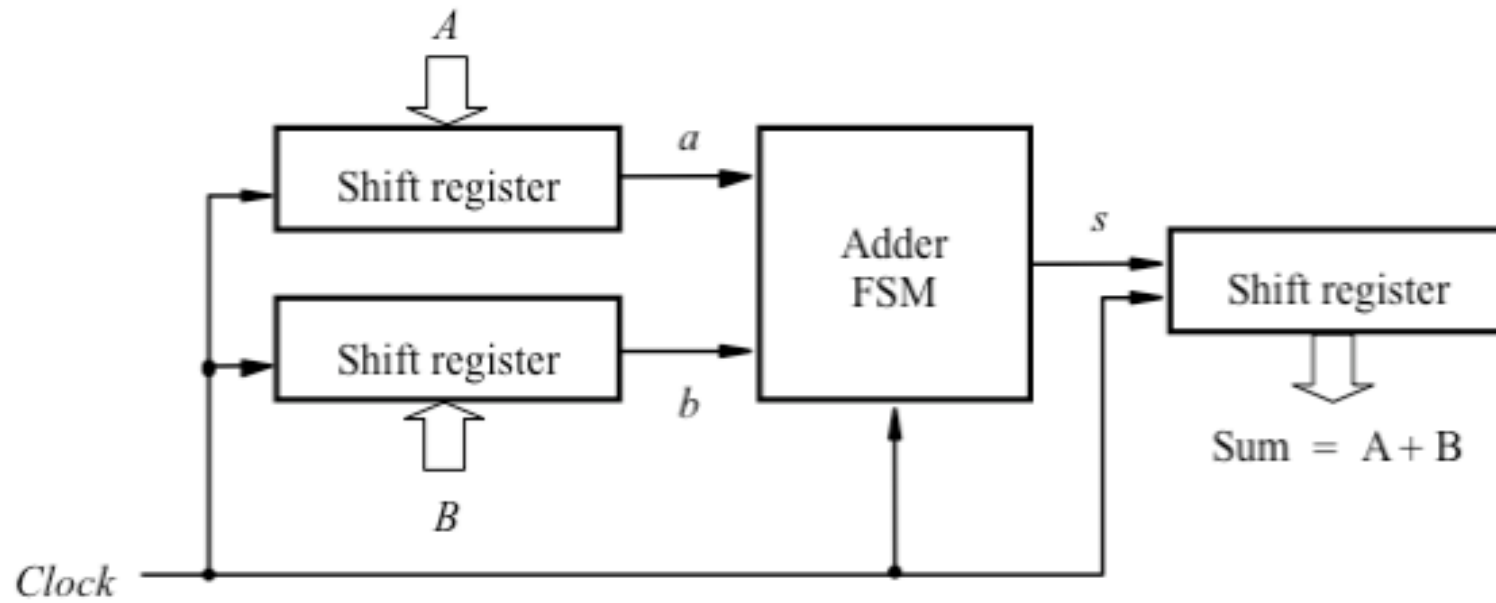 A
Shift register
a
Adder
FSM
s
Shift register
Shift register
b
B
Sum = A + B
Clock